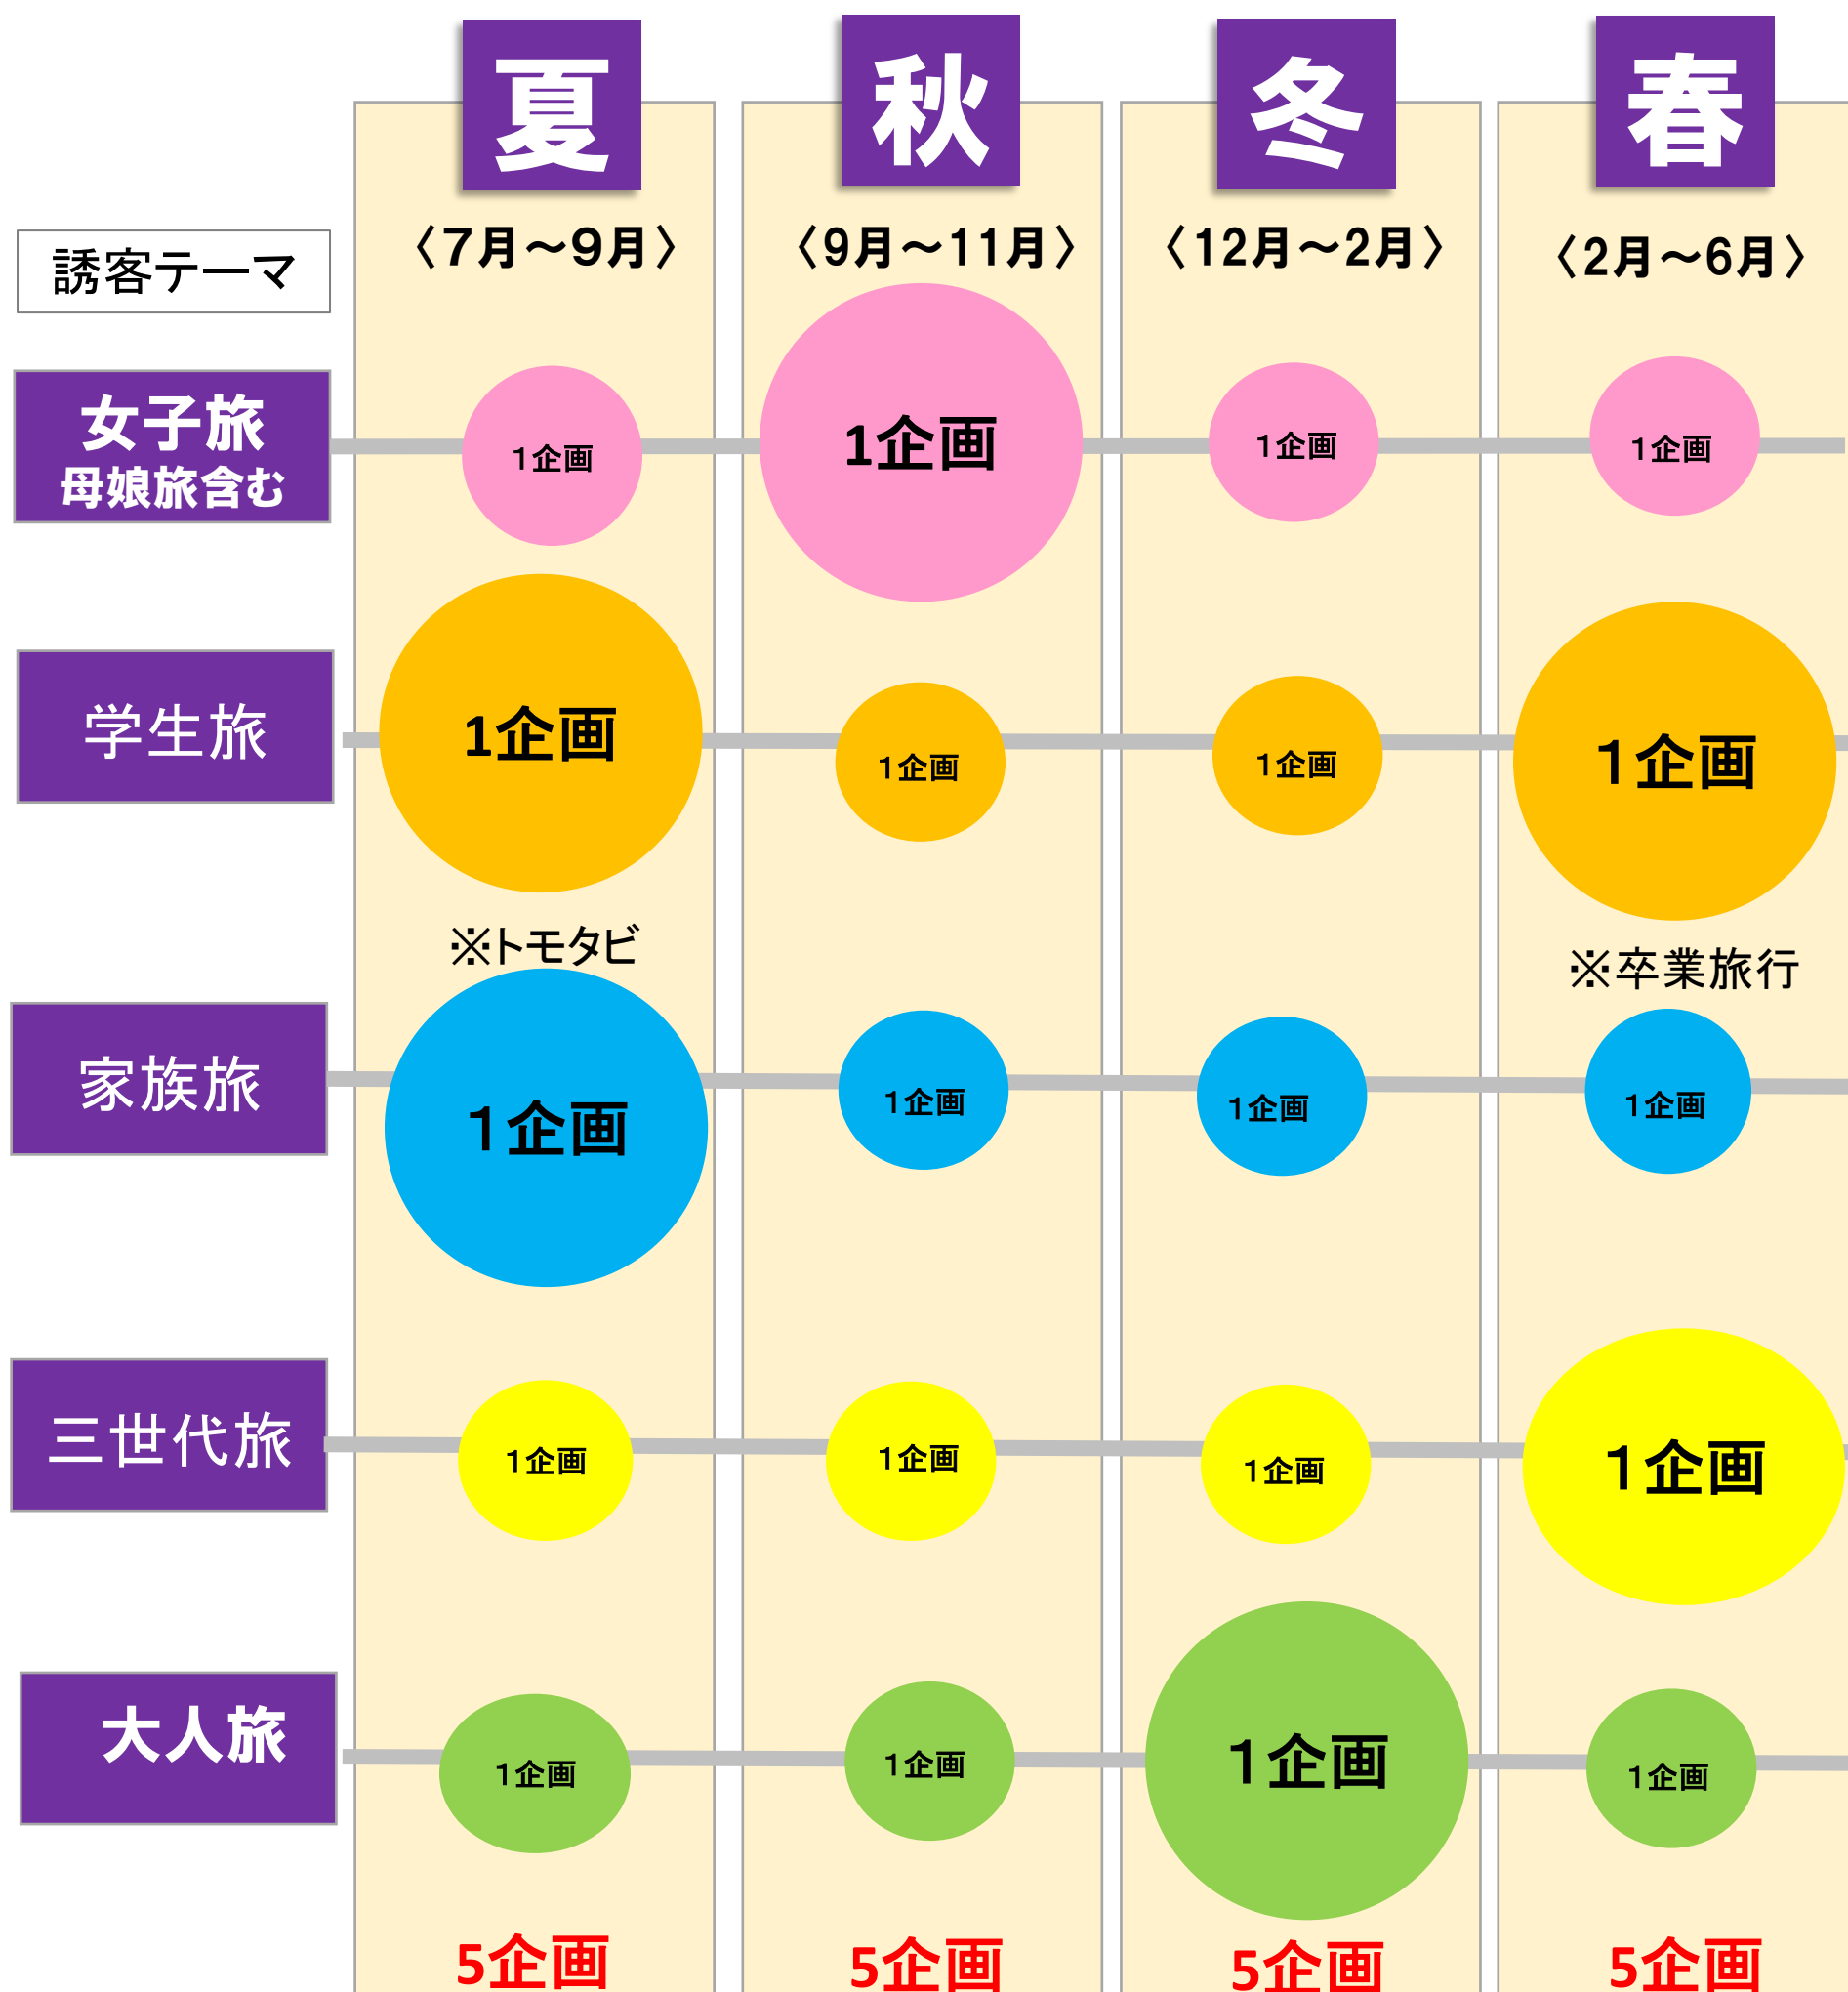 夏
秋
冬
春
〈7月～9月〉
〈9月～11月〉
〈12月～2月〉
〈2月～6月〉
誘客テーマ
女子旅
母娘旅含む
1企画
1企画
1企画
1企画
学生旅
1企画
1企画
1企画
1企画
※トモタビ
※卒業旅行
家族旅
1企画
1企画
1企画
1企画
三世代旅
1企画
1企画
1企画
1企画
大人旅
1企画
1企画
1企画
1企画
5企画
5企画
5企画
5企画